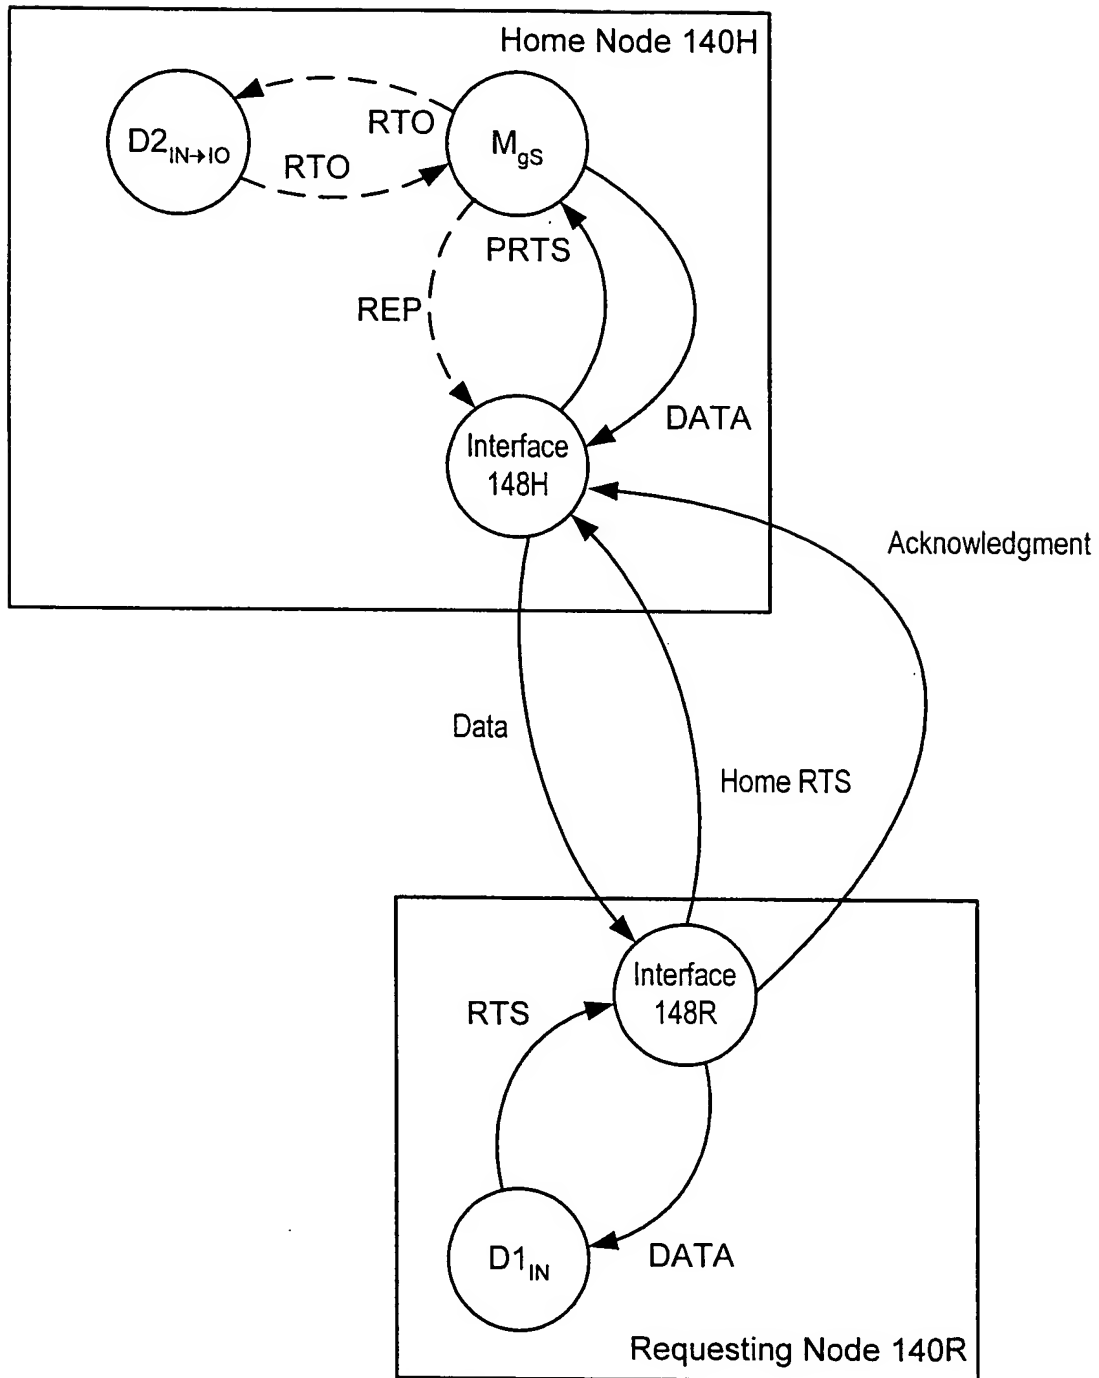 Home Node 140H
RTO
D2IN→IO
MgS
RTO
PRTS
REP
DATA
Interface
148H
Acknowledgment
Data
Home RTS
Interface
148R
RTS
D1IN
DATA
Requesting Node 140R